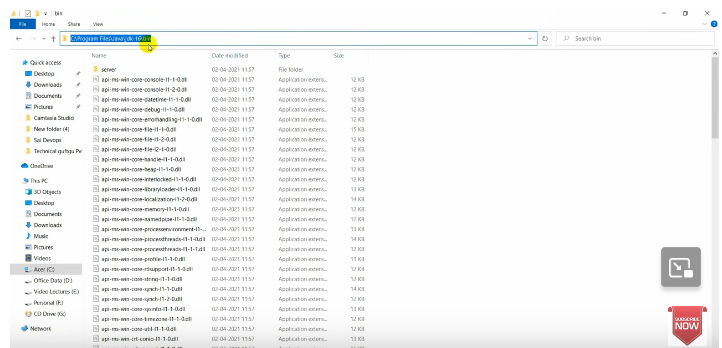 bin
File Home Share View
C:\Program Files\Java\jdk-16\bin
Search bin
Name Date modified Type Size
Quick access
Desktop
Downloads
Documents
Pictures
Camtasia Studio
New folder (4)
Sai Devops
Technical guftgu Pe
OneDrive
This PC
3D Objects
Desktop
Documents
Downloads
Music
Pictures
Videos
Acer (C:)
Office Data (D:)
Video Lectures (E:)
Personal (F:)
CD Drive (G:)
Network
server 02-04-2021 11:57 File folder
api-ms-win-core-console-l1-1-0.dll 02-04-2021 11:57 Application extens... 12 KB
api-ms-win-core-console-l1-2-0.dll 02-04-2021 11:57 Application extens... 12 KB
api-ms-win-core-datetime-l1-1-0.dll 02-04-2021 11:57 Application extens... 12 KB
api-ms-win-core-debug-l1-1-0.dll 02-04-2021 11:57 Application extens... 12 KB
api-ms-win-core-errorhandling-l1-1-0.dll 02-04-2021 11:57 Application extens... 12 KB
api-ms-win-core-file-l1-1-0.dll 02-04-2021 11:57 Application extens... 15 KB
api-ms-win-core-file-l1-2-0.dll 02-04-2021 11:57 Application extens... 12 KB
api-ms-win-core-file-l2-1-0.dll 02-04-2021 11:57 Application extens... 12 KB
api-ms-win-core-handle-l1-1-0.dll 02-04-2021 11:57 Application extens... 12 KB
api-ms-win-core-heap-l1-1-0.dll 02-04-2021 11:57 Application extens... 12 KB
api-ms-win-core-interlocked-l1-1-0.dll 02-04-2021 11:57 Application extens... 12 KB
api-ms-win-core-libraryloader-l1-1-0.dll 02-04-2021 11:57 Application extens... 13 KB
api-ms-win-core-localization-l1-2-0.dll 02-04-2021 11:57 Application extens... 14 KB
api-ms-win-core-memory-l1-1-0.dll 02-04-2021 11:57 Application extens... 12 KB
api-ms-win-core-namedpipe-l1-1-0.dll 02-04-2021 11:57 Application extens... 12 KB
api-ms-win-core-processenvironment-l1-... 02-04-2021 11:57 Application extens... 13 KB
api-ms-win-core-processthreads-l1-1-0.dll 02-04-2021 11:57 Application extens... 14 KB
api-ms-win-core-processthreads-l1-1-1.dll 02-04-2021 11:57 Application extens... 12 KB
api-ms-win-core-profile-l1-1-0.dll 02-04-2021 11:57 Application extens... 11 KB
api-ms-win-core-rtlsupport-l1-1-0.dll 02-04-2021 11:57 Application extens... 12 KB
api-ms-win-core-string-l1-1-0.dll 02-04-2021 11:57 Application extens... 12 KB
api-ms-win-core-synch-l1-1-0.dll 02-04-2021 11:57 Application extens... 14 KB
api-ms-win-core-synch-l1-2-0.dll 02-04-2021 11:57 Application extens... 12 KB
api-ms-win-core-sysinfo-l1-1-0.dll 02-04-2021 11:57 Application extens... 13 KB
api-ms-win-core-timezone-l1-1-0.dll 02-04-2021 11:57 Application extens... 12 KB
api-ms-win-core-util-l1-1-0.dll 02-04-2021 11:57 Application extens... 12 KB
api-ms-win-crt-conio-l1-1-0.dll 02-04-2021 11:57 Application extens... 13 KB
SUBSCRIBE
NOW